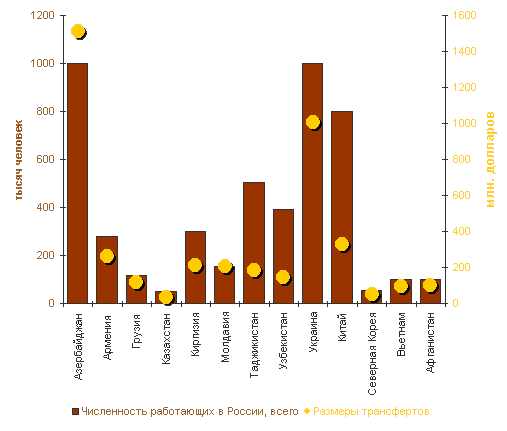 1200
1000
800
600
400
200
0
тысяч человек
1600
1400
1200
1000
800
600
400
200
0
млн. долларов
Азербайджан
Армения
Грузия
Казахстан
Киргизия
Молдавия
Таджикистан
Узбекистан
Украина
Китай
Северная Корея
Вьетнам
Афганистан
Численность работающих в России, всего
Размеры трансфертов